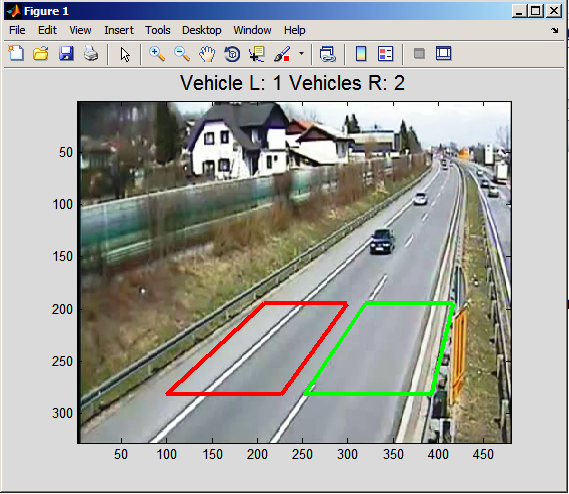 Figure 1
File Edit View Insert Tools Desktop Window Help
Vehicle L: 1 Vehicles R: 2
50
100
150
200
250
300
50 100 150 200 250 300 350 400 450